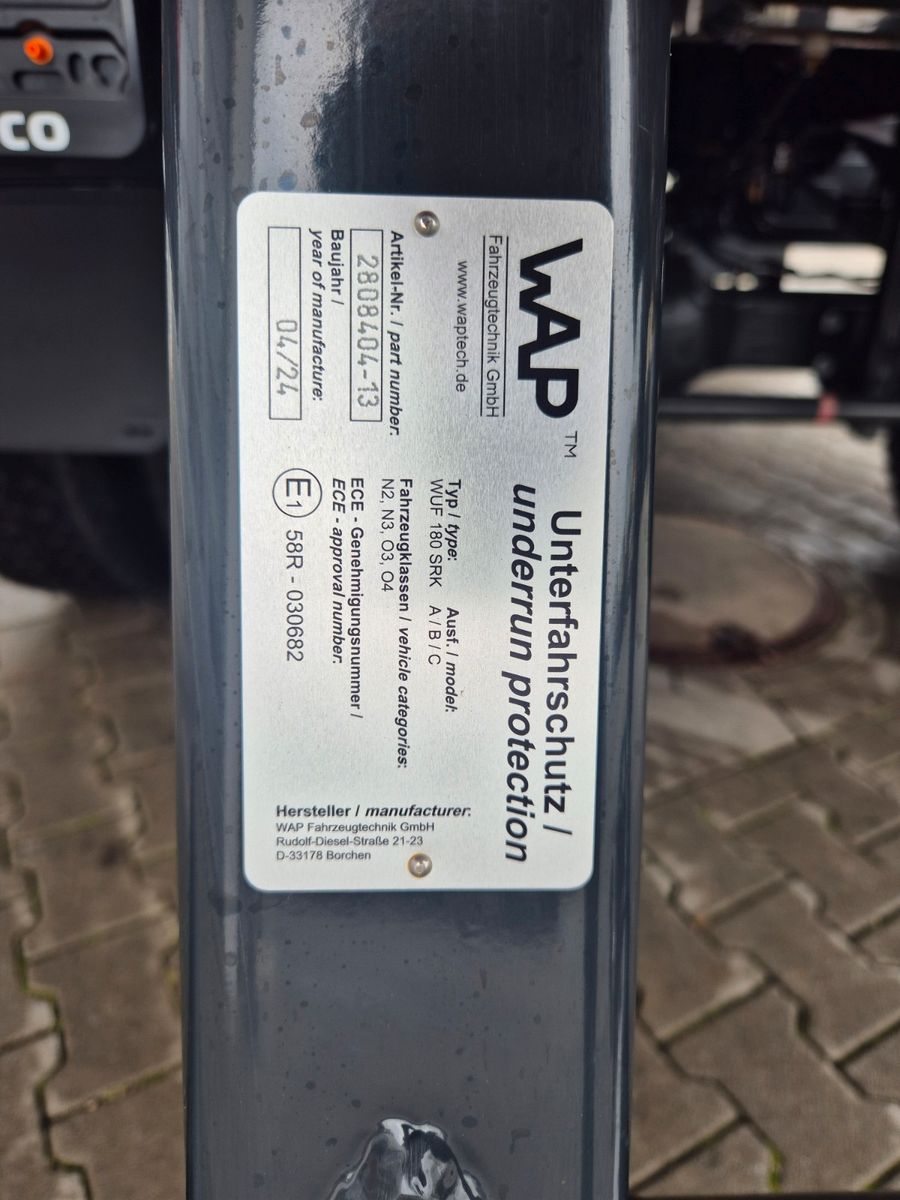 WAP™
Fahrzeugtechnik GmbH
www.waptech.de
Unterfahrschutz /
underrun protection
Artikel-Nr. / part number:
2808404-13
Baujahr /
year of manufacture:
04/24
Typ / type: Ausf. / model:
WUF 180 SRK A / B / C
Fahrzeugklassen / vehicle categories:
N2, N3, O3, O4
ECE - Genehmigungsnummer /
ECE - approval number:
E1 58R - 030682
Hersteller / manufacturer:
WAP Fahrzeugtechnik GmbH
Rudolf-Diesel-Straße 21-23
D-33178 Borchen
CO